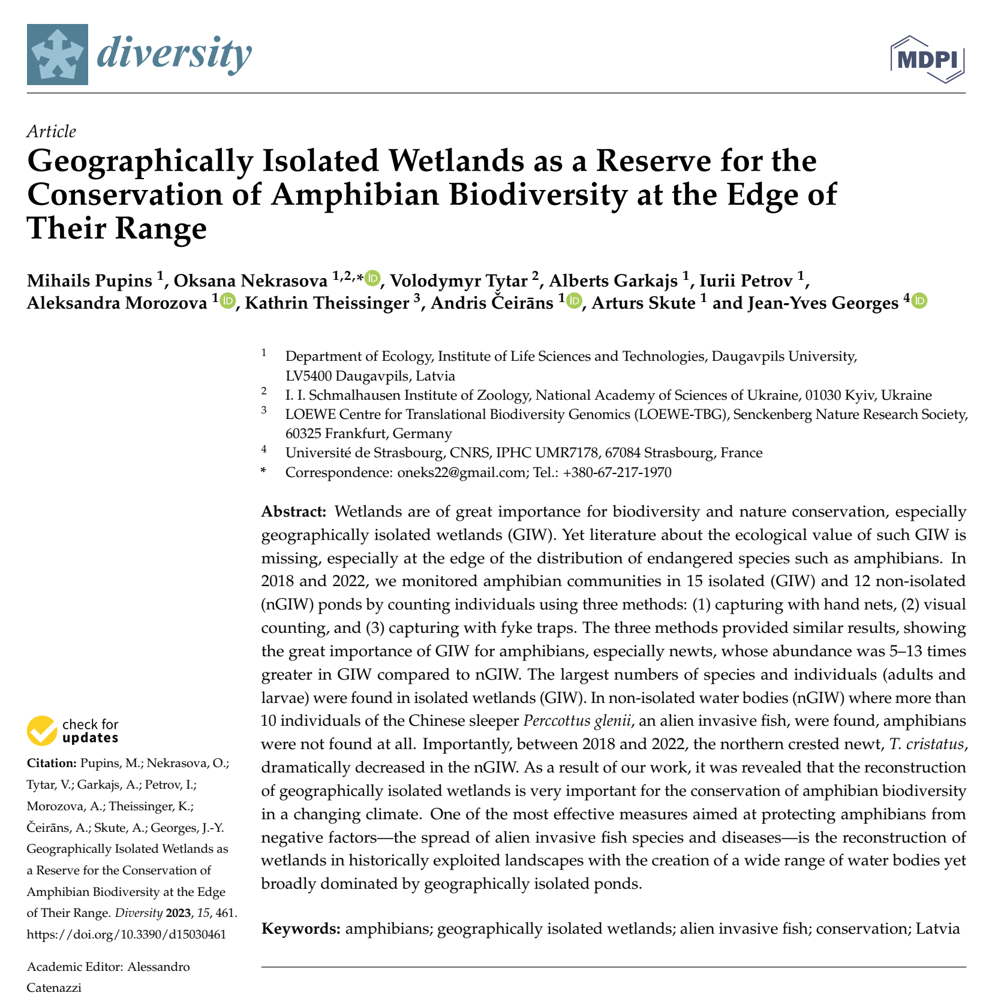 diversity
MDPI
Article
Geographically Isolated Wetlands as a Reserve for the
Conservation of Amphibian Biodiversity at the Edge of
Their Range
Mihails Pupins 1, Oksana Nekrasova 1,2,* iD, Volodymyr Tytar 2, Alberts Garkajs 1, Iurii Petrov 1,
Aleksandra Morozova 1 iD, Kathrin Theissinger 3, Andris Čeirāns 1 iD, Arturs Skute 1 and Jean-Yves Georges 4 iD
1 Department of Ecology, Institute of Life Sciences and Technologies, Daugavpils University,
LV5400 Daugavpils, Latvia
2 I. I. Schmalhausen Institute of Zoology, National Academy of Sciences of Ukraine, 01030 Kyiv, Ukraine
3 LOEWE Centre for Translational Biodiversity Genomics (LOEWE-TBG), Senckenberg Nature Research Society,
60325 Frankfurt, Germany
4 Université de Strasbourg, CNRS, IPHC UMR7178, 67084 Strasbourg, France
* Correspondence: oneks22@gmail.com; Tel.: +380-67-217-1970
Abstract: Wetlands are of great importance for biodiversity and nature conservation, especially
geographically isolated wetlands (GIW). Yet literature about the ecological value of such GIW is
missing, especially at the edge of the distribution of endangered species such as amphibians. In
2018 and 2022, we monitored amphibian communities in 15 isolated (GIW) and 12 non-isolated
(nGIW) ponds by counting individuals using three methods: (1) capturing with hand nets, (2) visual
counting, and (3) capturing with fyke traps. The three methods provided similar results, showing
the great importance of GIW for amphibians, especially newts, whose abundance was 5–13 times
greater in GIW compared to nGIW. The largest numbers of species and individuals (adults and
larvae) were found in isolated wetlands (GIW). In non-isolated water bodies (nGIW) where more than
10 individuals of the Chinese sleeper Perccottus glenii, an alien invasive fish, were found, amphibians
were not found at all. Importantly, between 2018 and 2022, the northern crested newt, T. cristatus,
dramatically decreased in the nGIW. As a result of our work, it was revealed that the reconstruction
of geographically isolated wetlands is very important for the conservation of amphibian biodiversity
in a changing climate. One of the most effective measures aimed at protecting amphibians from
negative factors—the spread of alien invasive fish species and diseases—is the reconstruction of
wetlands in historically exploited landscapes with the creation of a wide range of water bodies yet
broadly dominated by geographically isolated ponds.
Keywords: amphibians; geographically isolated wetlands; alien invasive fish; conservation; Latvia
check for
updates
Citation: Pupins, M.; Nekrasova, O.;
Tytar, V.; Garkajs, A.; Petrov, I.;
Morozova, A.; Theissinger, K.;
Čeirāns, A.; Skute, A.; Georges, J.-Y.
Geographically Isolated Wetlands as
a Reserve for the Conservation of
Amphibian Biodiversity at the Edge
of Their Range. Diversity 2023, 15, 461.
https://doi.org/10.3390/d15030461
Academic Editor: Alessandro
Catenazzi